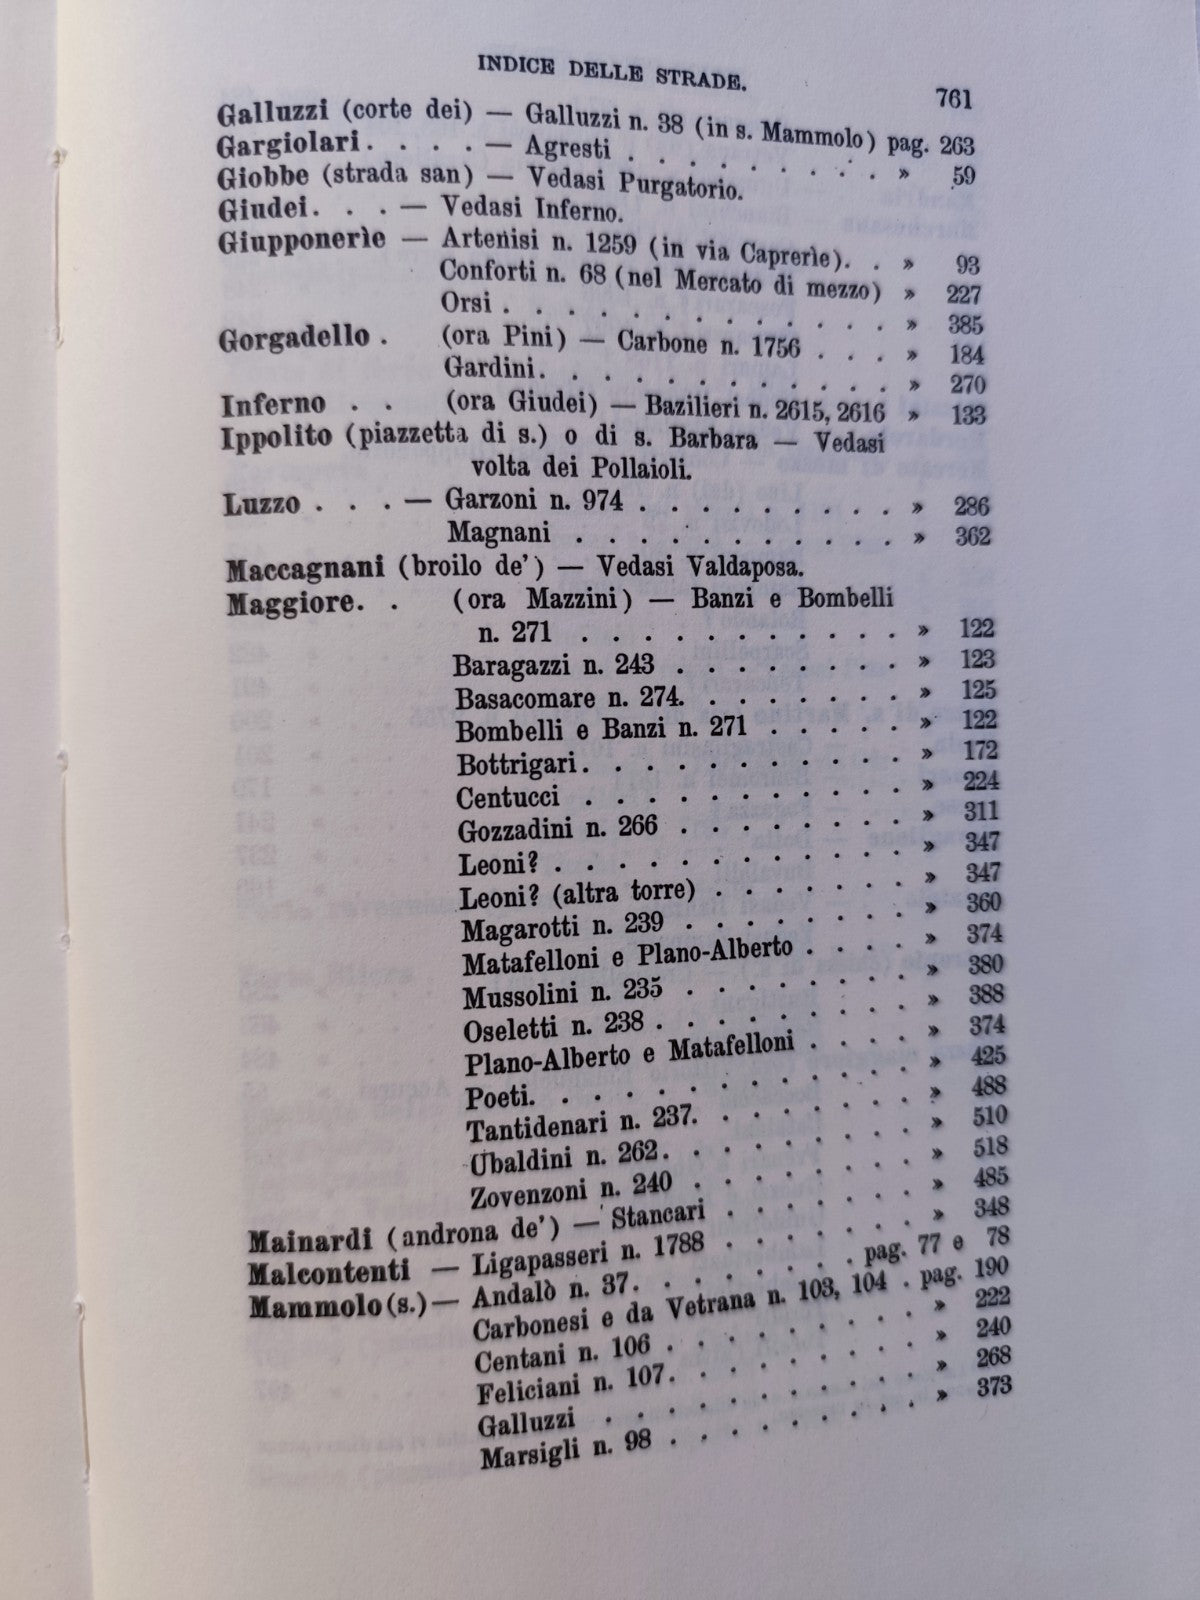 INDICE DELLE STRADE. 761
Galluzzi (corte dei) — Galluzzi n. 38 (in s. Mammolo) pag. 263
Gargiolari. . . . . — Agresti . . . . . . . . . » 59
Giobbe (strada san) — Vedasi Purgatorio.
Giudei. . . . — Vedasi Inferno.
Giupponerìe — Artenisi n. 1259 (in via Caprerìe). . » 93
Conforti n. 68 (nel Mercato di mezzo) » 227
Orsi . . . . . . . . . . . . . » 385
Gorgadello . (ora Pini) — Carbone n. 1756 . . . » 184
Gardini. . . . . . . . . . . . . » 270
Inferno . . (ora Giudei) — Bazilieri n. 2615, 2616 » 133
Ippolito (piazzetta di s.) o di s. Barbara — Vedasi
volta dei Pollaioli.
Luzzo . . . — Garzoni n. 974 . . . . . . . . . » 286
Magnani . . . . . . . . . . . » 362
Maccagnani (broilo de') — Vedasi Valdaposa.
Maggiore. . (ora Mazzini) — Banzi e Bombelli
n. 271 . . . . . . . . . . . » 122
Baragazzi n. 243 . . . . . . . . » 123
Basacomare n. 274. . . . . . . . » 125
Bombelli e Banzi n. 271 . . . . . » 122
Bottrigari. . . . . . . . . . . » 172
Centucci . . . . . . . . . . . » 224
Gozzadini n. 266 . . . . . . . . » 311
Leoni? . . . . . . . . . . . . » 347
Leoni? (altra torre) . . . . . . . » 347
Magarotti n. 239 . . . . . . . . » 360
Matafelloni e Plano-Alberto . . . . » 374
Mussolini n. 235 . . . . . . . . » 380
Oseletti n. 238 . . . . . . . . . » 388
Plano-Alberto e Matafelloni . . . . » 374
Poeti. . . . . . . . . . . . . » 425
Tantidenari n. 237. . . . . . . . » 488
Ubaldini n. 262. . . . . . . . . » 510
Zovenzoni n. 240 . . . . . . . . » 518
Mainardi (androna de') — Stancari . . . . . . . » 485
Malcontenti — Ligapasseri n. 1788 . . . . . . . » 348
Mammolo (s.) — Andalò n. 37. . . . . . . . pag. 77 e 78
Carbonesi e da Vetrana n. 103, 104 . pag. 190
Centani n. 106 . . . . . . . . . » 222
Feliciani n. 107. . . . . . . . . » 240
Galluzzi . . . . . . . . . . . » 268
Marsigli n. 98 . . . . . . . . . » 373